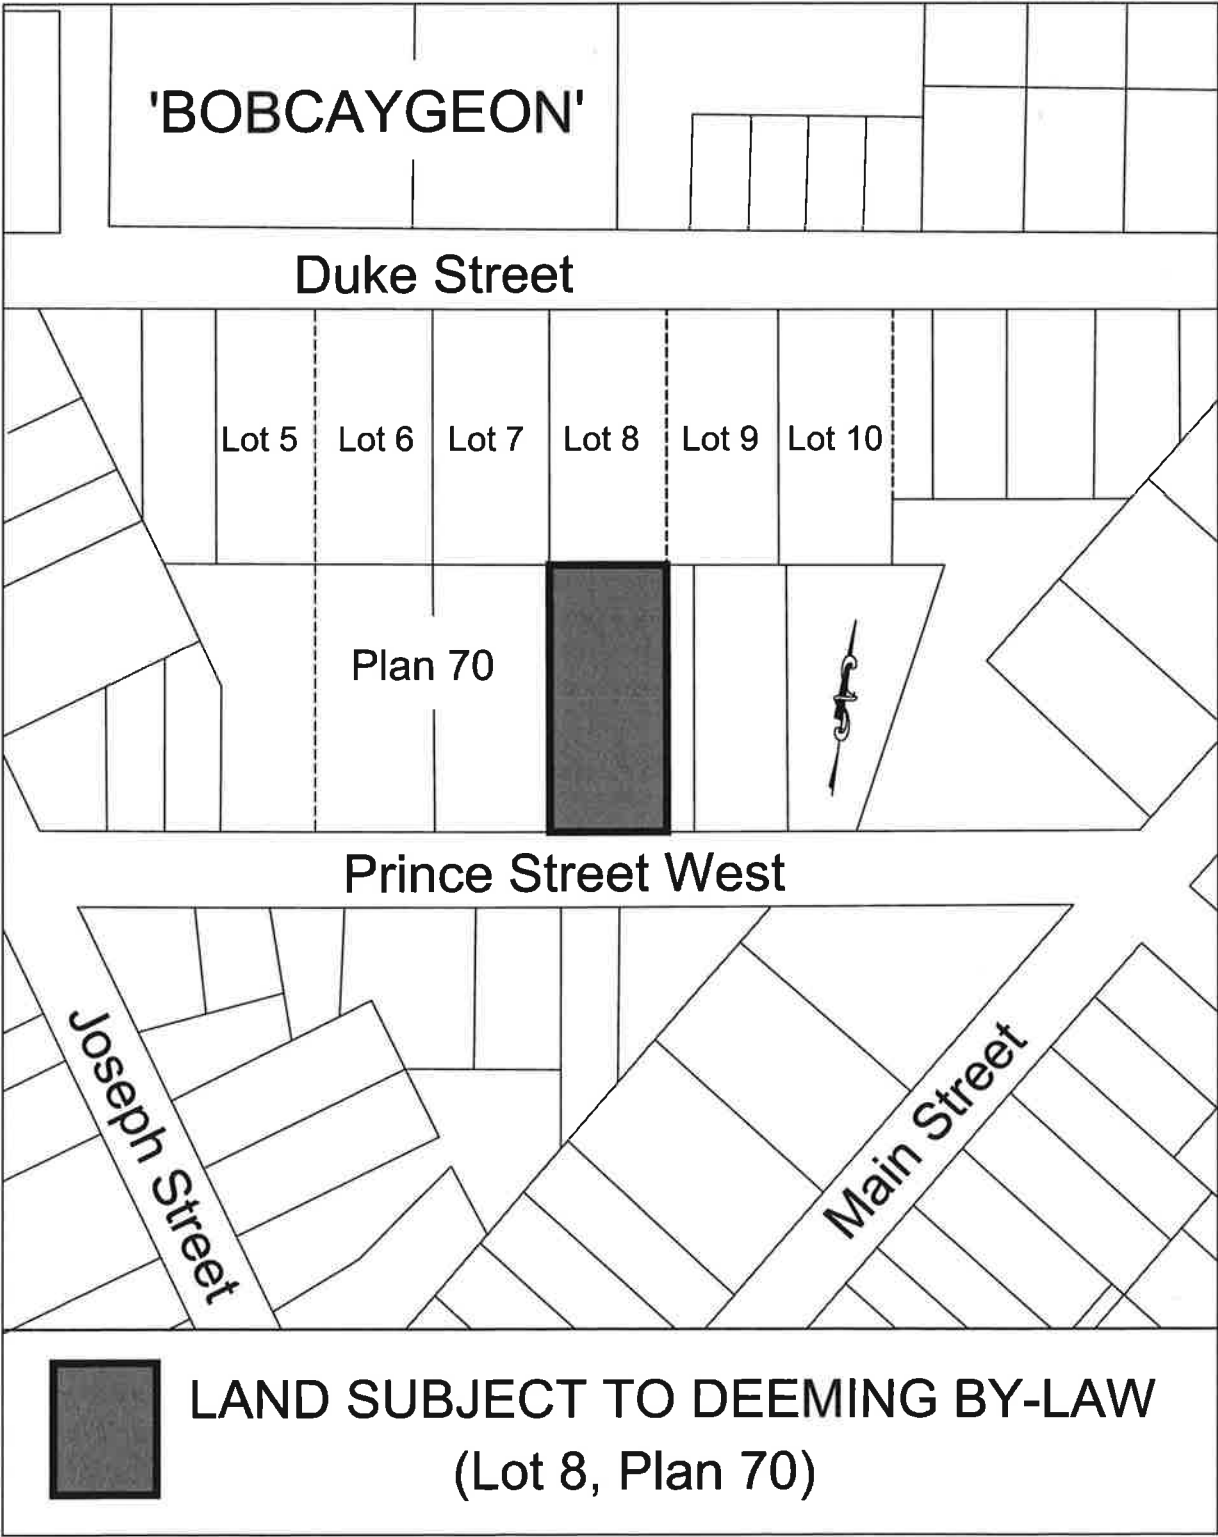 'BOBCAYGEON'
Duke Street
Lot 5 Lot 6 Lot 7 Lot 8 Lot 9 Lot 10
Plan 70
Prince Street West
Joseph Street
Main Street
LAND SUBJECT TO DEEMING BY-LAW
(Lot 8, Plan 70)